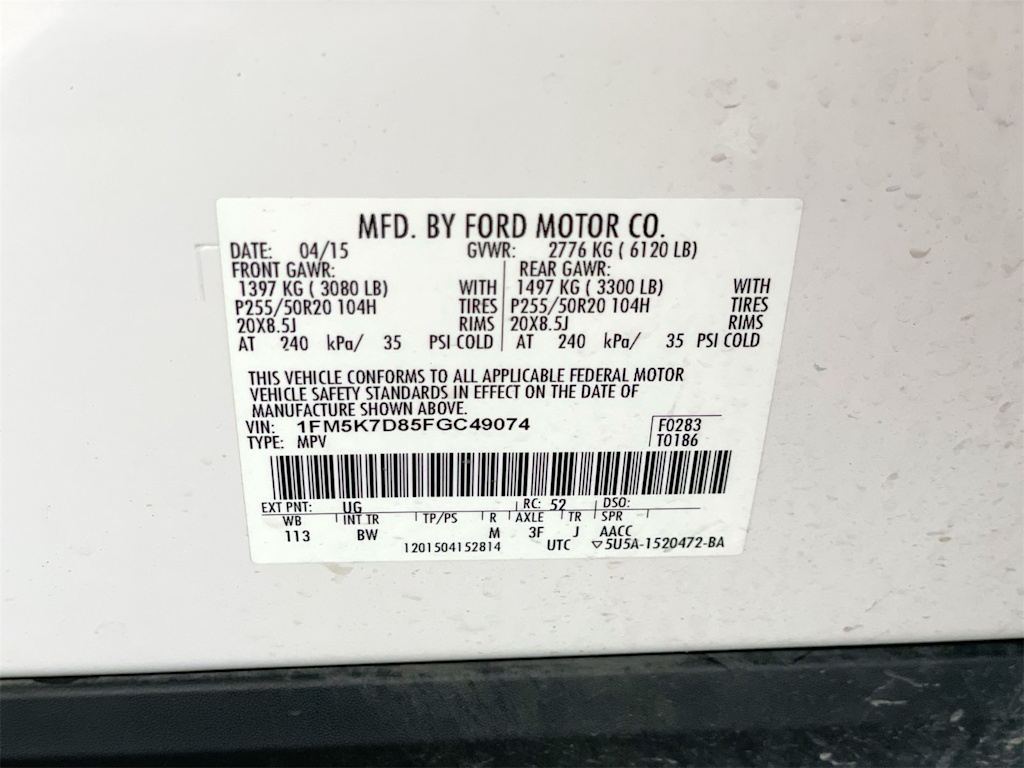 MFD. BY FORD MOTOR CO.
DATE: 04/15 GVWR: 2776 KG ( 6120 LB)
FRONT GAWR: REAR GAWR:
1397 KG ( 3080 LB) WITH 1497 KG ( 3300 LB) WITH
P255/50R20 104H TIRES P255/50R20 104H TIRES
20X8.5J RIMS 20X8.5J RIMS
AT 240 kPa/ 35 PSI COLD AT 240 kPa/ 35 PSI COLD
THIS VEHICLE CONFORMS TO ALL APPLICABLE FEDERAL MOTOR
VEHICLE SAFETY STANDARDS IN EFFECT ON THE DATE OF
MANUFACTURE SHOWN ABOVE.
VIN: 1FM5K7D85FGC49074 F0283
TYPE: MPV T0186
EXT PNT: UG RC: 52 DSO:
WB INT TR TP/PS R AXLE TR SPR
113 BW M 3F J AACC
1201504152814 UTC ▽5U5A-1520472-BA